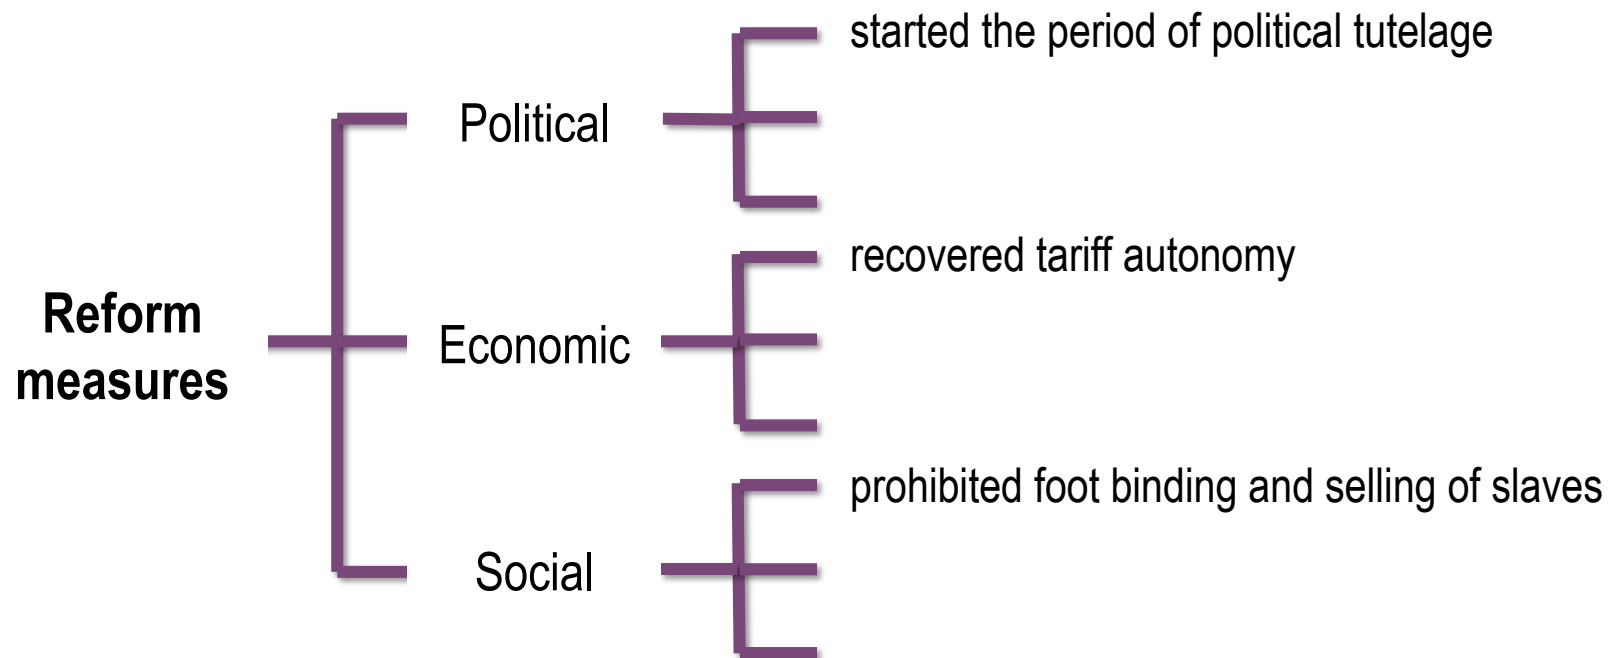 Reform
measures
Political
started the period of political tutelage
Economic
recovered tariff autonomy
Social
prohibited foot binding and selling of slaves